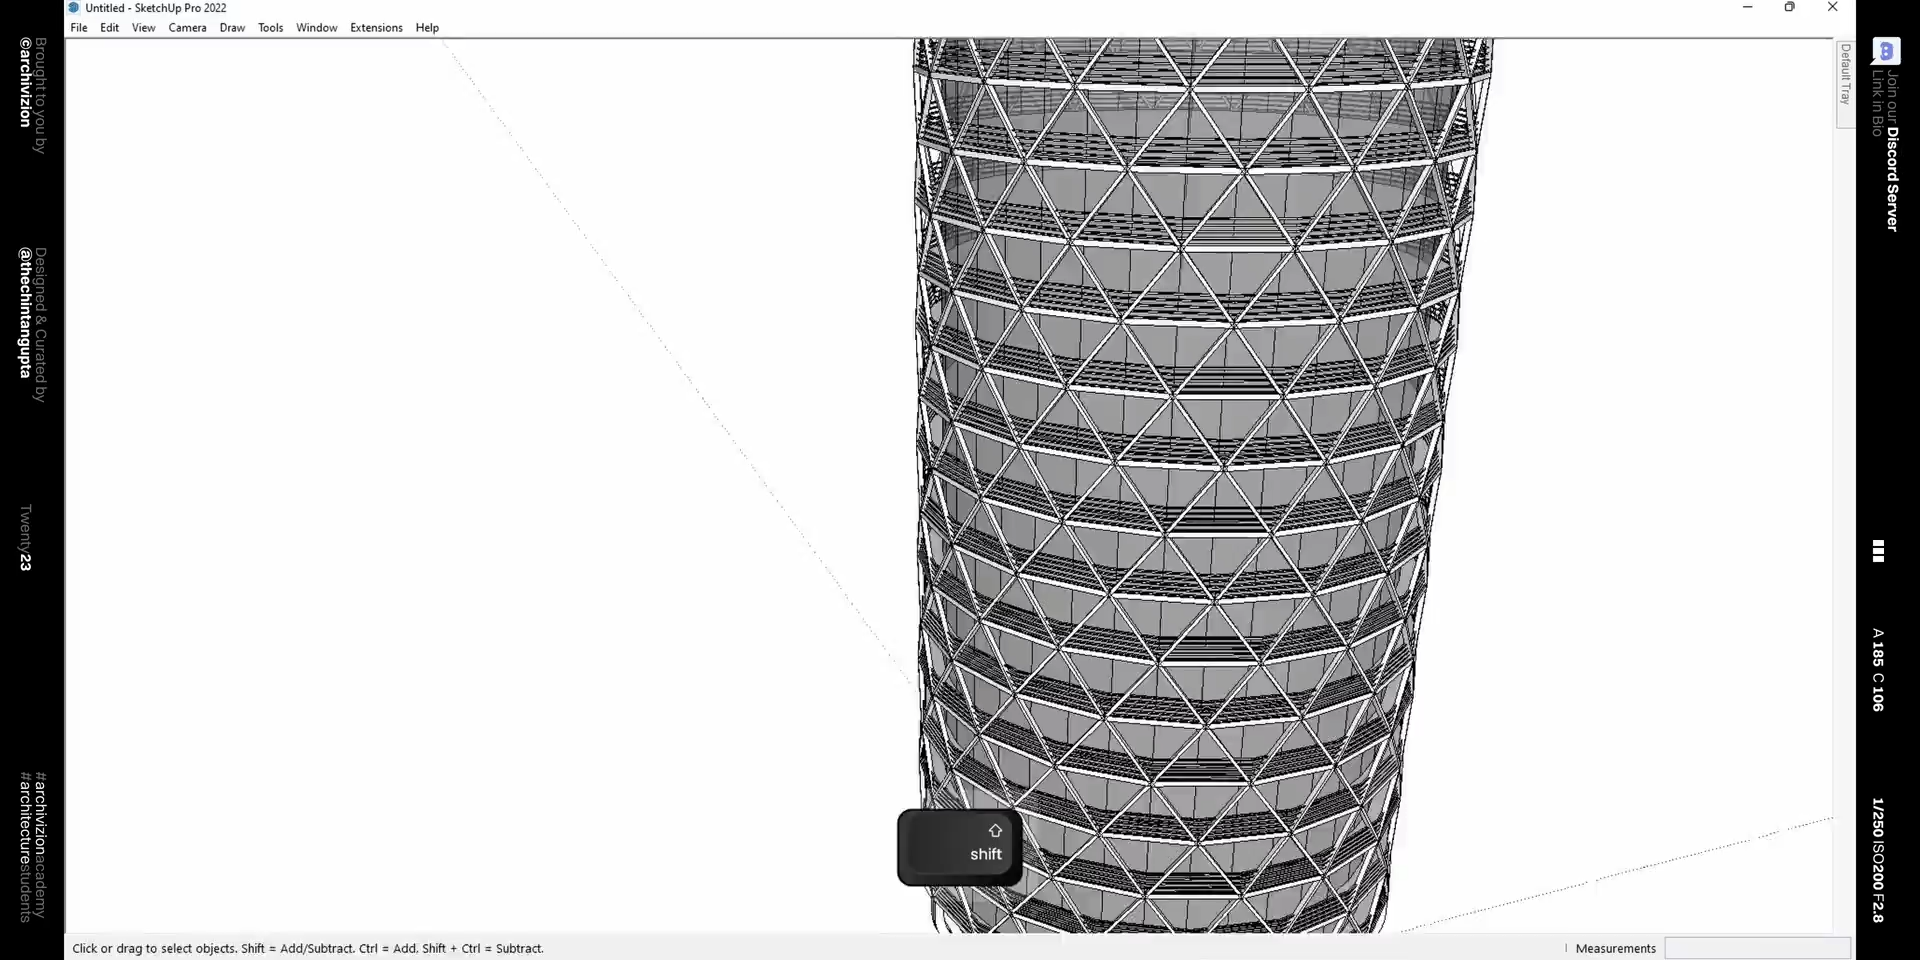 Untitled - SketchUp Pro 2022
File Edit View Camera Draw Tools Window Extensions Help
Brought to you by
©archivizion
Designed & Curated by
@thechintangupta
Twenty23
#archivizionacademy
#architecturestudents
Default Tray
Join our Discord Server
Link in Bio
A 185 C 106
1/250 ISO200 F2.8
shift
Click or drag to select objects. Shift = Add/Subtract. Ctrl = Add. Shift + Ctrl = Subtract.
Measurements